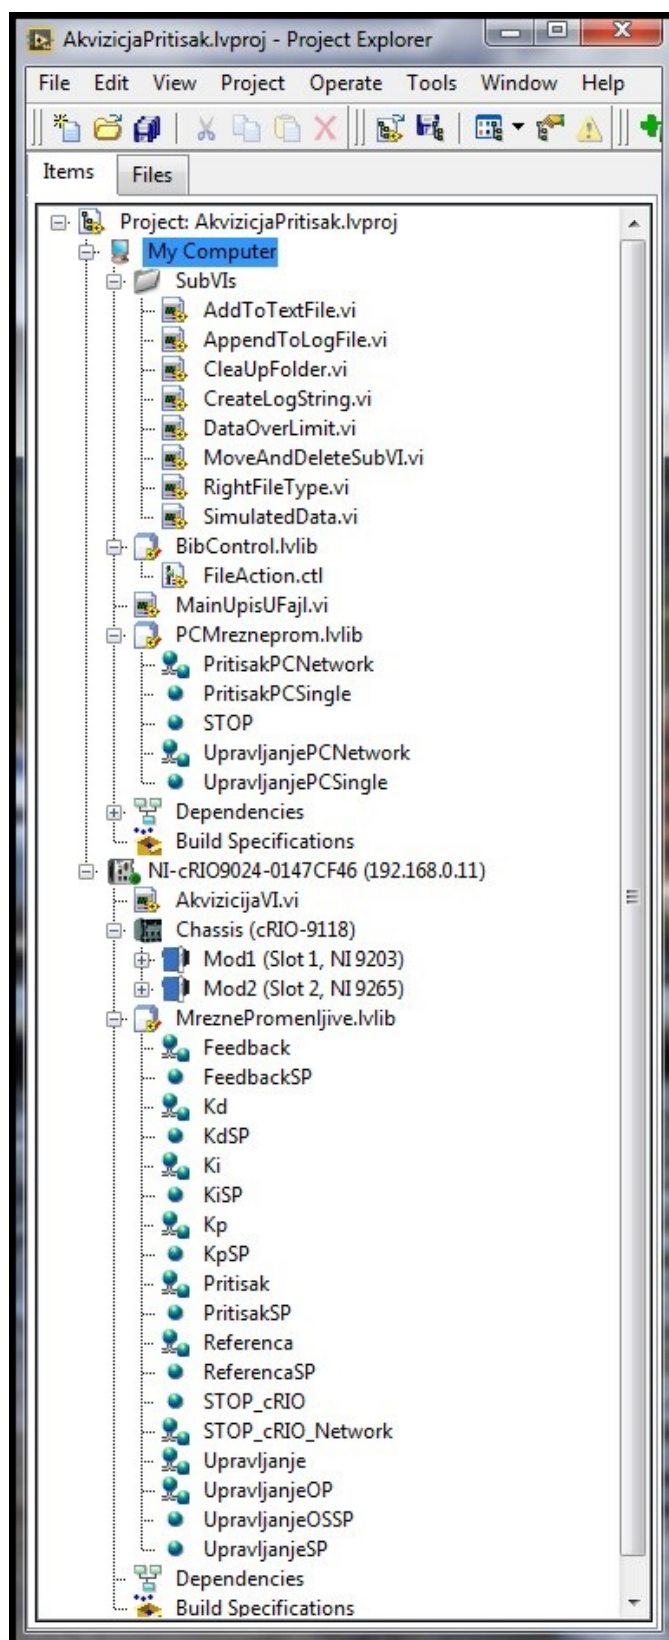 AkvizicjaPritisak.lvproj - Project Explorer
File Edit View Project Operate Tools Window Help
Items Files
Project: AkvizicjaPritisak.lvproj
My Computer
SubVIs
AddToTextFile.vi
AppendToLogFile.vi
CleaUpFolder.vi
CreateLogString.vi
DataOverLimit.vi
MoveAndDeleteSubVI.vi
RightFileType.vi
SimulatedData.vi
BibControl.lvlib
FileAction.ctl
MainUpisUFajl.vi
PCMrezneprom.lvlib
PritisakPCNetwork
PritisakPCSingle
STOP
UpravljanjePCNetwork
UpravljanjePCSingle
Dependencies
Build Specifications
NI-cRIO9024-0147CF46 (192.168.0.11)
AkvizicijaVI.vi
Chassis (cRIO-9118)
Mod1 (Slot 1, NI 9203)
Mod2 (Slot 2, NI 9265)
MreznePromenljive.lvlib
Feedback
FeedbackSP
Kd
KdSP
Ki
KiSP
Kp
KpSP
Pritisak
PritisakSP
Referenca
ReferencaSP
STOP_cRIO
STOP_cRIO_Network
Upravljanje
UpravljanjeOP
UpravljanjeOSSP
UpravljanjeSP
Dependencies
Build Specifications